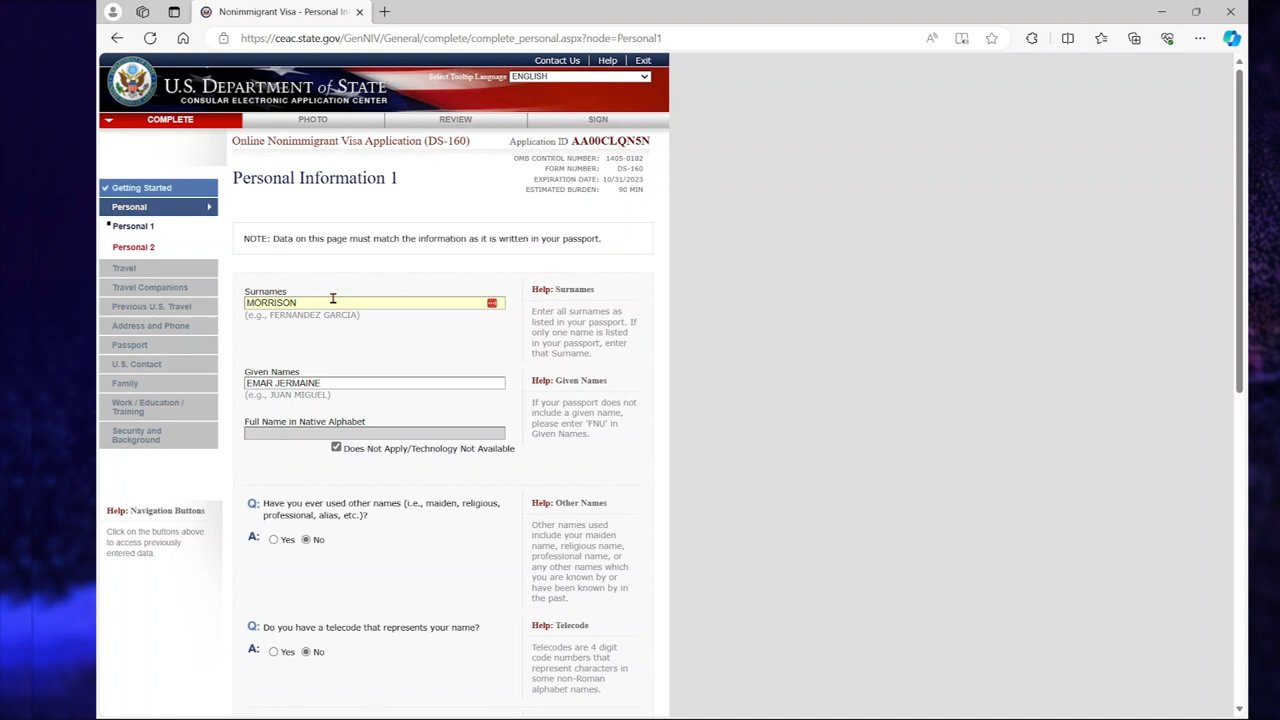 Nonimmigrant Visa - Personal In
https://ceac.state.gov/GenNIV/General/complete/complete_personal.aspx?node=Personal1
Contact Us Help Exit
U.S. DEPARTMENT OF STATE
CONSULAR ELECTRONIC APPLICATION CENTER
Select Tooltip Language ENGLISH
COMPLETE PHOTO REVIEW SIGN
Online Nonimmigrant Visa Application (DS-160)
Application ID AA00CLQN5N
OMB CONTROL NUMBER: 1405-0182
FORM NUMBER: DS-160
EXPIRATION DATE: 10/31/2023
ESTIMATED BURDEN: 90 MIN
Personal Information 1
Getting Started
Personal
Personal 1
Personal 2
Travel
Travel Companions
Previous U.S. Travel
Address and Phone
Passport
U.S. Contact
Family
Work / Education /
Training
Security and
Background
Help: Navigation Buttons
Click on the buttons above
to access previously
entered data.
NOTE: Data on this page must match the information as it is written in your passport.
Surnames
MORRISON
(e.g., FERNANDEZ GARCIA)
Help: Surnames
Enter all surnames as
listed in your passport. If
only one name is listed
in your passport, enter
that Surname.
Given Names
EMAR JERMAINE
(e.g., JUAN MIGUEL)
Help: Given Names
If your passport does not
include a given name,
please enter 'FNU' in
Given Names.
Full Name in Native Alphabet
Does Not Apply/Technology Not Available
Q: Have you ever used other names (i.e., maiden, religious,
professional, alias, etc.)?
A: Yes No
Help: Other Names
Other names used
include your maiden
name, religious name,
professional name, or
any other names which
you are known by or
have been known by in
the past.
Q: Do you have a telecode that represents your name?
A: Yes No
Help: Telecode
Telecodes are 4 digit
code numbers that
represent characters in
some non-Roman
alphabet names.